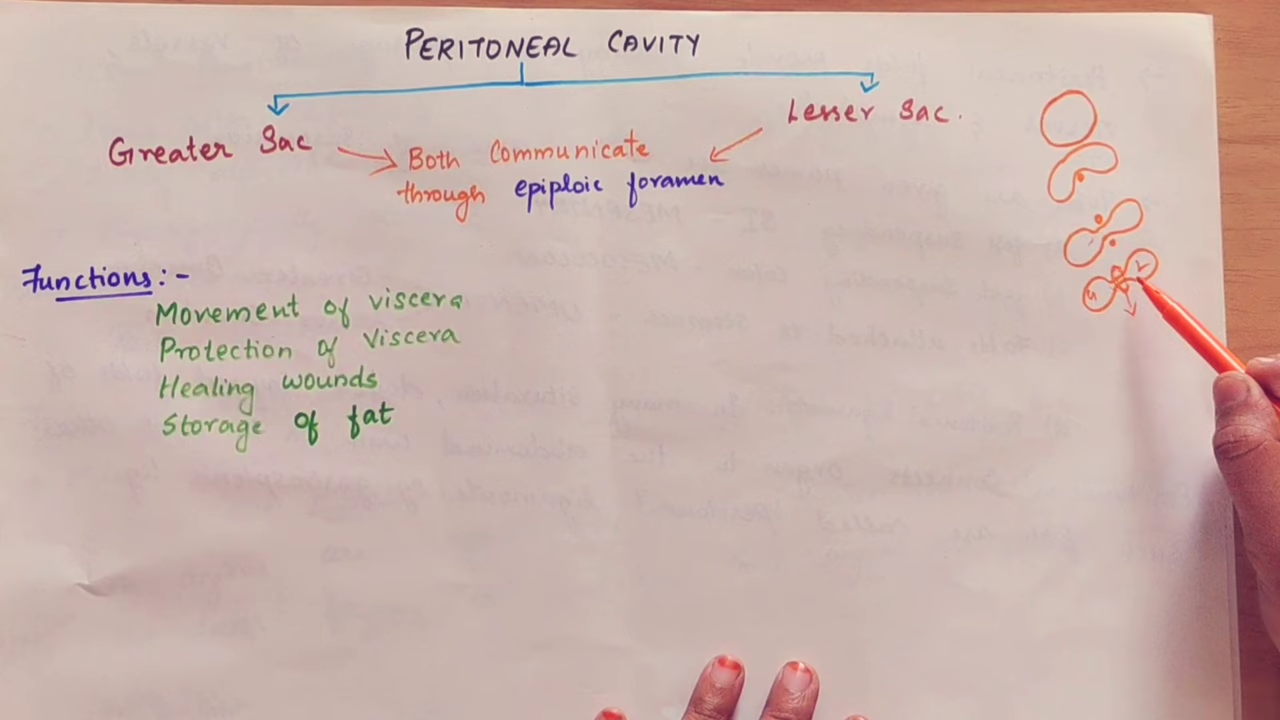 PERITONEAL CAVITY
Greater Sac
Lesser Sac.
Both Communicate
through epiploic foramen
Functions:-
Movement of viscera
Protection of viscera
Healing wounds
Storage of fat